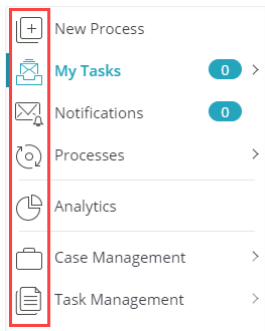 New Process
My Tasks 0
Notifications 0
Processes
Analytics
Case Management
Task Management